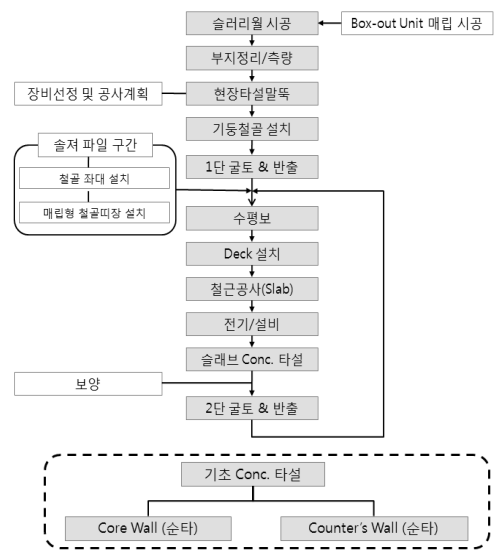 슬러리월 시공
Box-out Unit 매립 시공
부지정리/측량
장비선정 및 공사계획
현장타설말뚝
기둥철골 설치
솔져 파일 구간
1단 굴토 & 반출
철골 좌대 설치
매립형 철골띠장 설치
수평보
Deck 설치
철근공사(Slab)
전기/설비
슬래브 Conc. 타설
보양
2단 굴토 & 반출
기초 Conc. 타설
Core Wall (순타)
Counter’s Wall (순타)